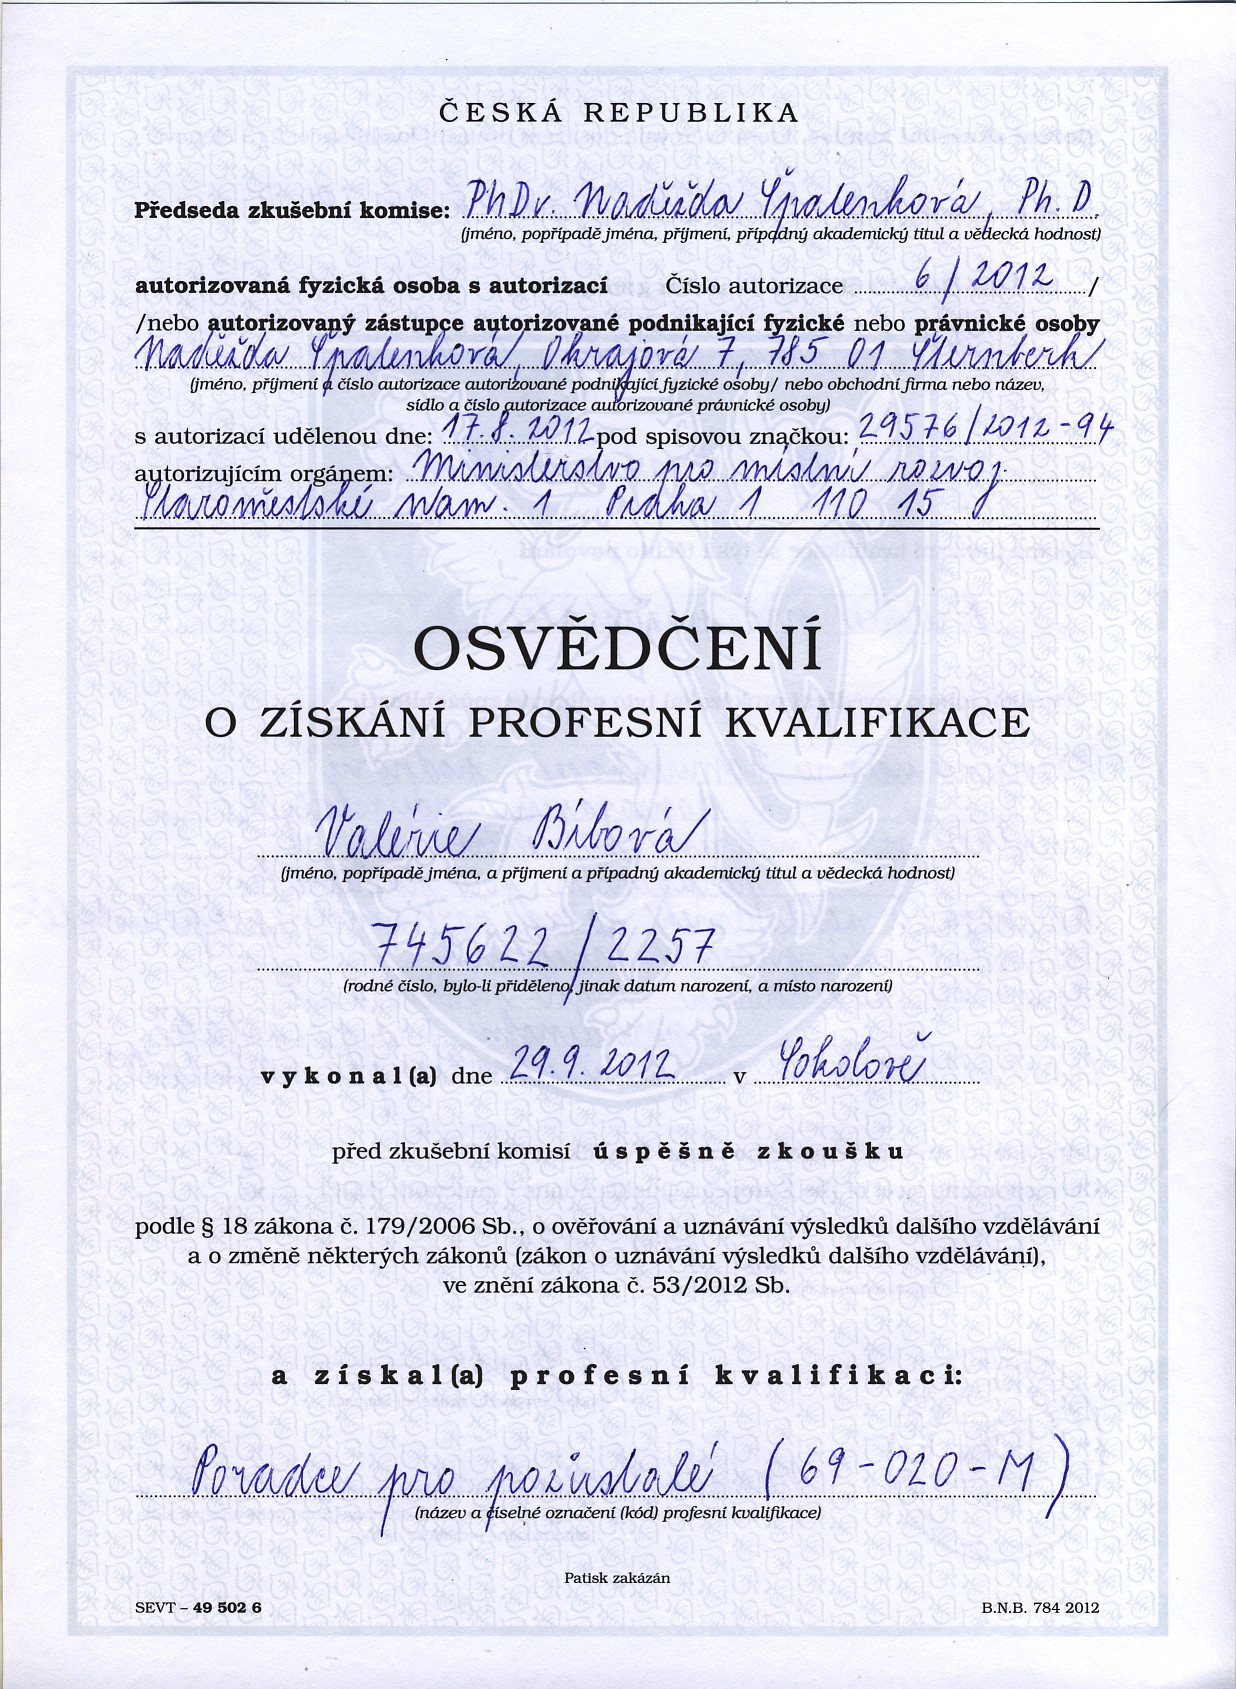 ČESKÁ REPUBLIKA
Předseda zkušební komise: PhDr. Naděžda Špalenková, Ph.D.
(jméno, popřípadě jména, příjmení, případný akademický titul a vědecká hodnost)
autorizovaná fyzická osoba s autorizací Číslo autorizace 6/2012 /
/nebo autorizovaný zástupce autorizované podnikající fyzické nebo právnické osoby
Naděžda Špalenková, Okrajová 7, 785 01 Šternberk
(jméno, příjmení a číslo autorizace autorizované podnikající fyzické osoby/ nebo obchodní firma nebo název,
sídlo a číslo autorizace autorizované právnické osoby)
s autorizací udělenou dne: 17.8.2012 pod spisovou značkou: 29576/2012-94
autorizujícím orgánem: Ministerstvo pro místní rozvoj
Staroměstské nám. 1 Praha 1 110 15
OSVĚDČENÍ
O ZÍSKÁNÍ PROFESNÍ KVALIFIKACE
Valérie Bíbová
(jméno, popřípadě jména, a příjmení a případný akademický titul a vědecká hodnost)
745622/2257
(rodné číslo, bylo-li přiděleno, jinak datum narození, a místo narození)
vykonal(a) dne 29.9.2012 v Sokolově
před zkušební komisí úspěšně zkoušku
podle § 18 zákona č. 179/2006 Sb., o ověřování a uznávání výsledků dalšího vzdělávání
a o změně některých zákonů (zákon o uznávání výsledků dalšího vzdělávání),
ve znění zákona č. 53/2012 Sb.
a získal(a) profesní kvalifikaci:
Poradce pro pozůstalé (69-020-M)
(název a číselné označení (kód) profesní kvalifikace)
Patisk zakázán
SEVT – 49 502 6 B.N.B. 784 2012